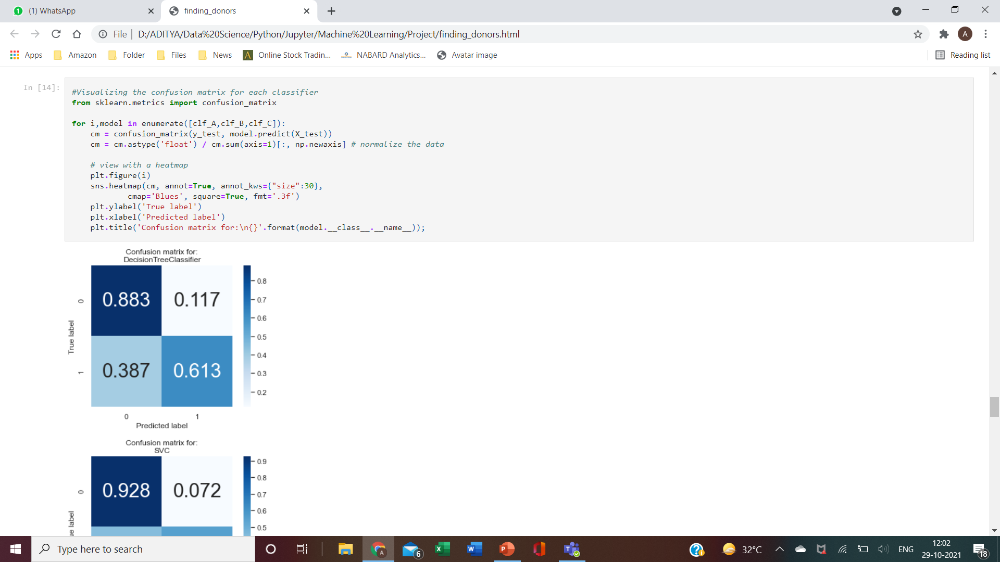 (1) WhatsApp
finding_donors
File | D:/ADITYA/Data%20Science/Python/Jupyter/Machine%20Learning/Project/finding_donors.html
A
Apps Amazon Folder Files News Online Stock Tradin... NABARD Analytics... Avatar image Reading list
In [14]:
#Visualizing the confusion matrix for each classifier
from sklearn.metrics import confusion_matrix
for i,model in enumerate([clf_A,clf_B,clf_C]):
    cm = confusion_matrix(y_test, model.predict(X_test))
    cm = cm.astype('float') / cm.sum(axis=1)[:, np.newaxis] # normalize the data
    # view with a heatmap
    plt.figure(i)
    sns.heatmap(cm, annot=True, annot_kws={"size":30},
            cmap='Blues', square=True, fmt='.3f')
    plt.ylabel('True label')
    plt.xlabel('Predicted label')
    plt.title('Confusion matrix for:\n{}'.format(model.__class__.__name__));
Confusion matrix for:
DecisionTreeClassifier
0.883 0.117
0.387 0.613
0
1
True label
0 1
Predicted label
0.8
0.7
0.6
0.5
0.4
0.3
0.2
Confusion matrix for:
SVC
0.928 0.072
0
ue label
0.9
0.8
0.7
0.6
0.5
Type here to search
6
32°C
ENG
12:02
29-10-2021
18